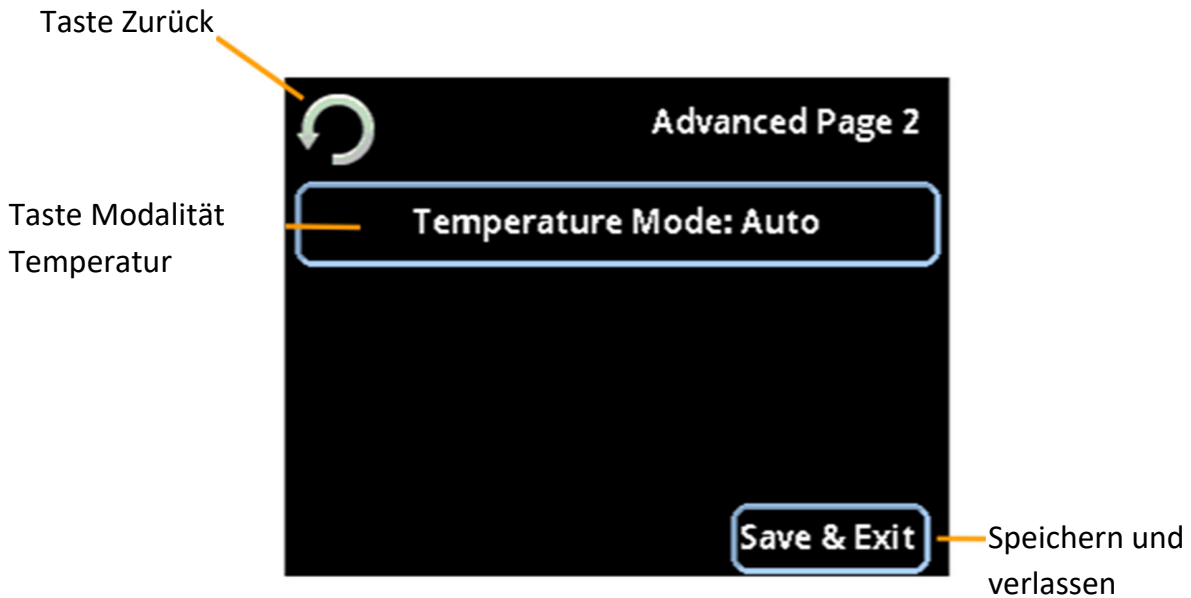 Taste Zurück
Advanced Page 2
Taste Modalität
Temperatur
Temperature Mode: Auto
Save & Exit
Speichern und
verlassen